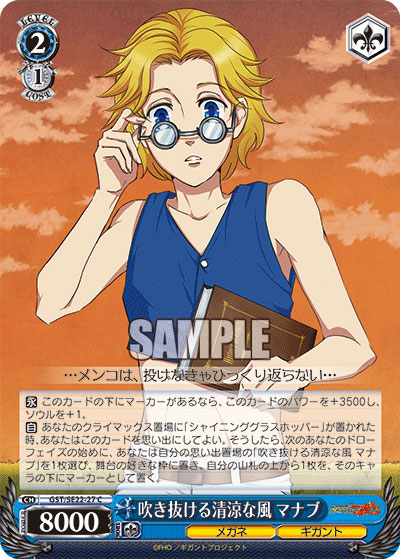 LEVEL
2
1
COST
SAMPLE
…メンコは、投げなきゃひっくり返らない…
永 このカードの下にマーカーがあるなら、このカードのパワーを＋3500し、
ソウルを＋1。
自 あなたのクライマックス置場に「シャイニンググラスホッパー」が置かれた
時、あなたはこのカードを思い出にしてよい。そうしたら、次のあなたのドロー
フェイズの始めに、あなたは自分の思い出置場の「吹き抜ける清涼な風 マナ
ブ」を1枚選び、舞台の好きな枠に置き、自分の山札の上から1枚を、そのキャ
ラの下にマーカーとして置く。
CH
GST/SE22-27 C
8000
吹き抜ける清涼な風 マナブ
メガネ
ギガント
©FHO／ギガントプロジェクト